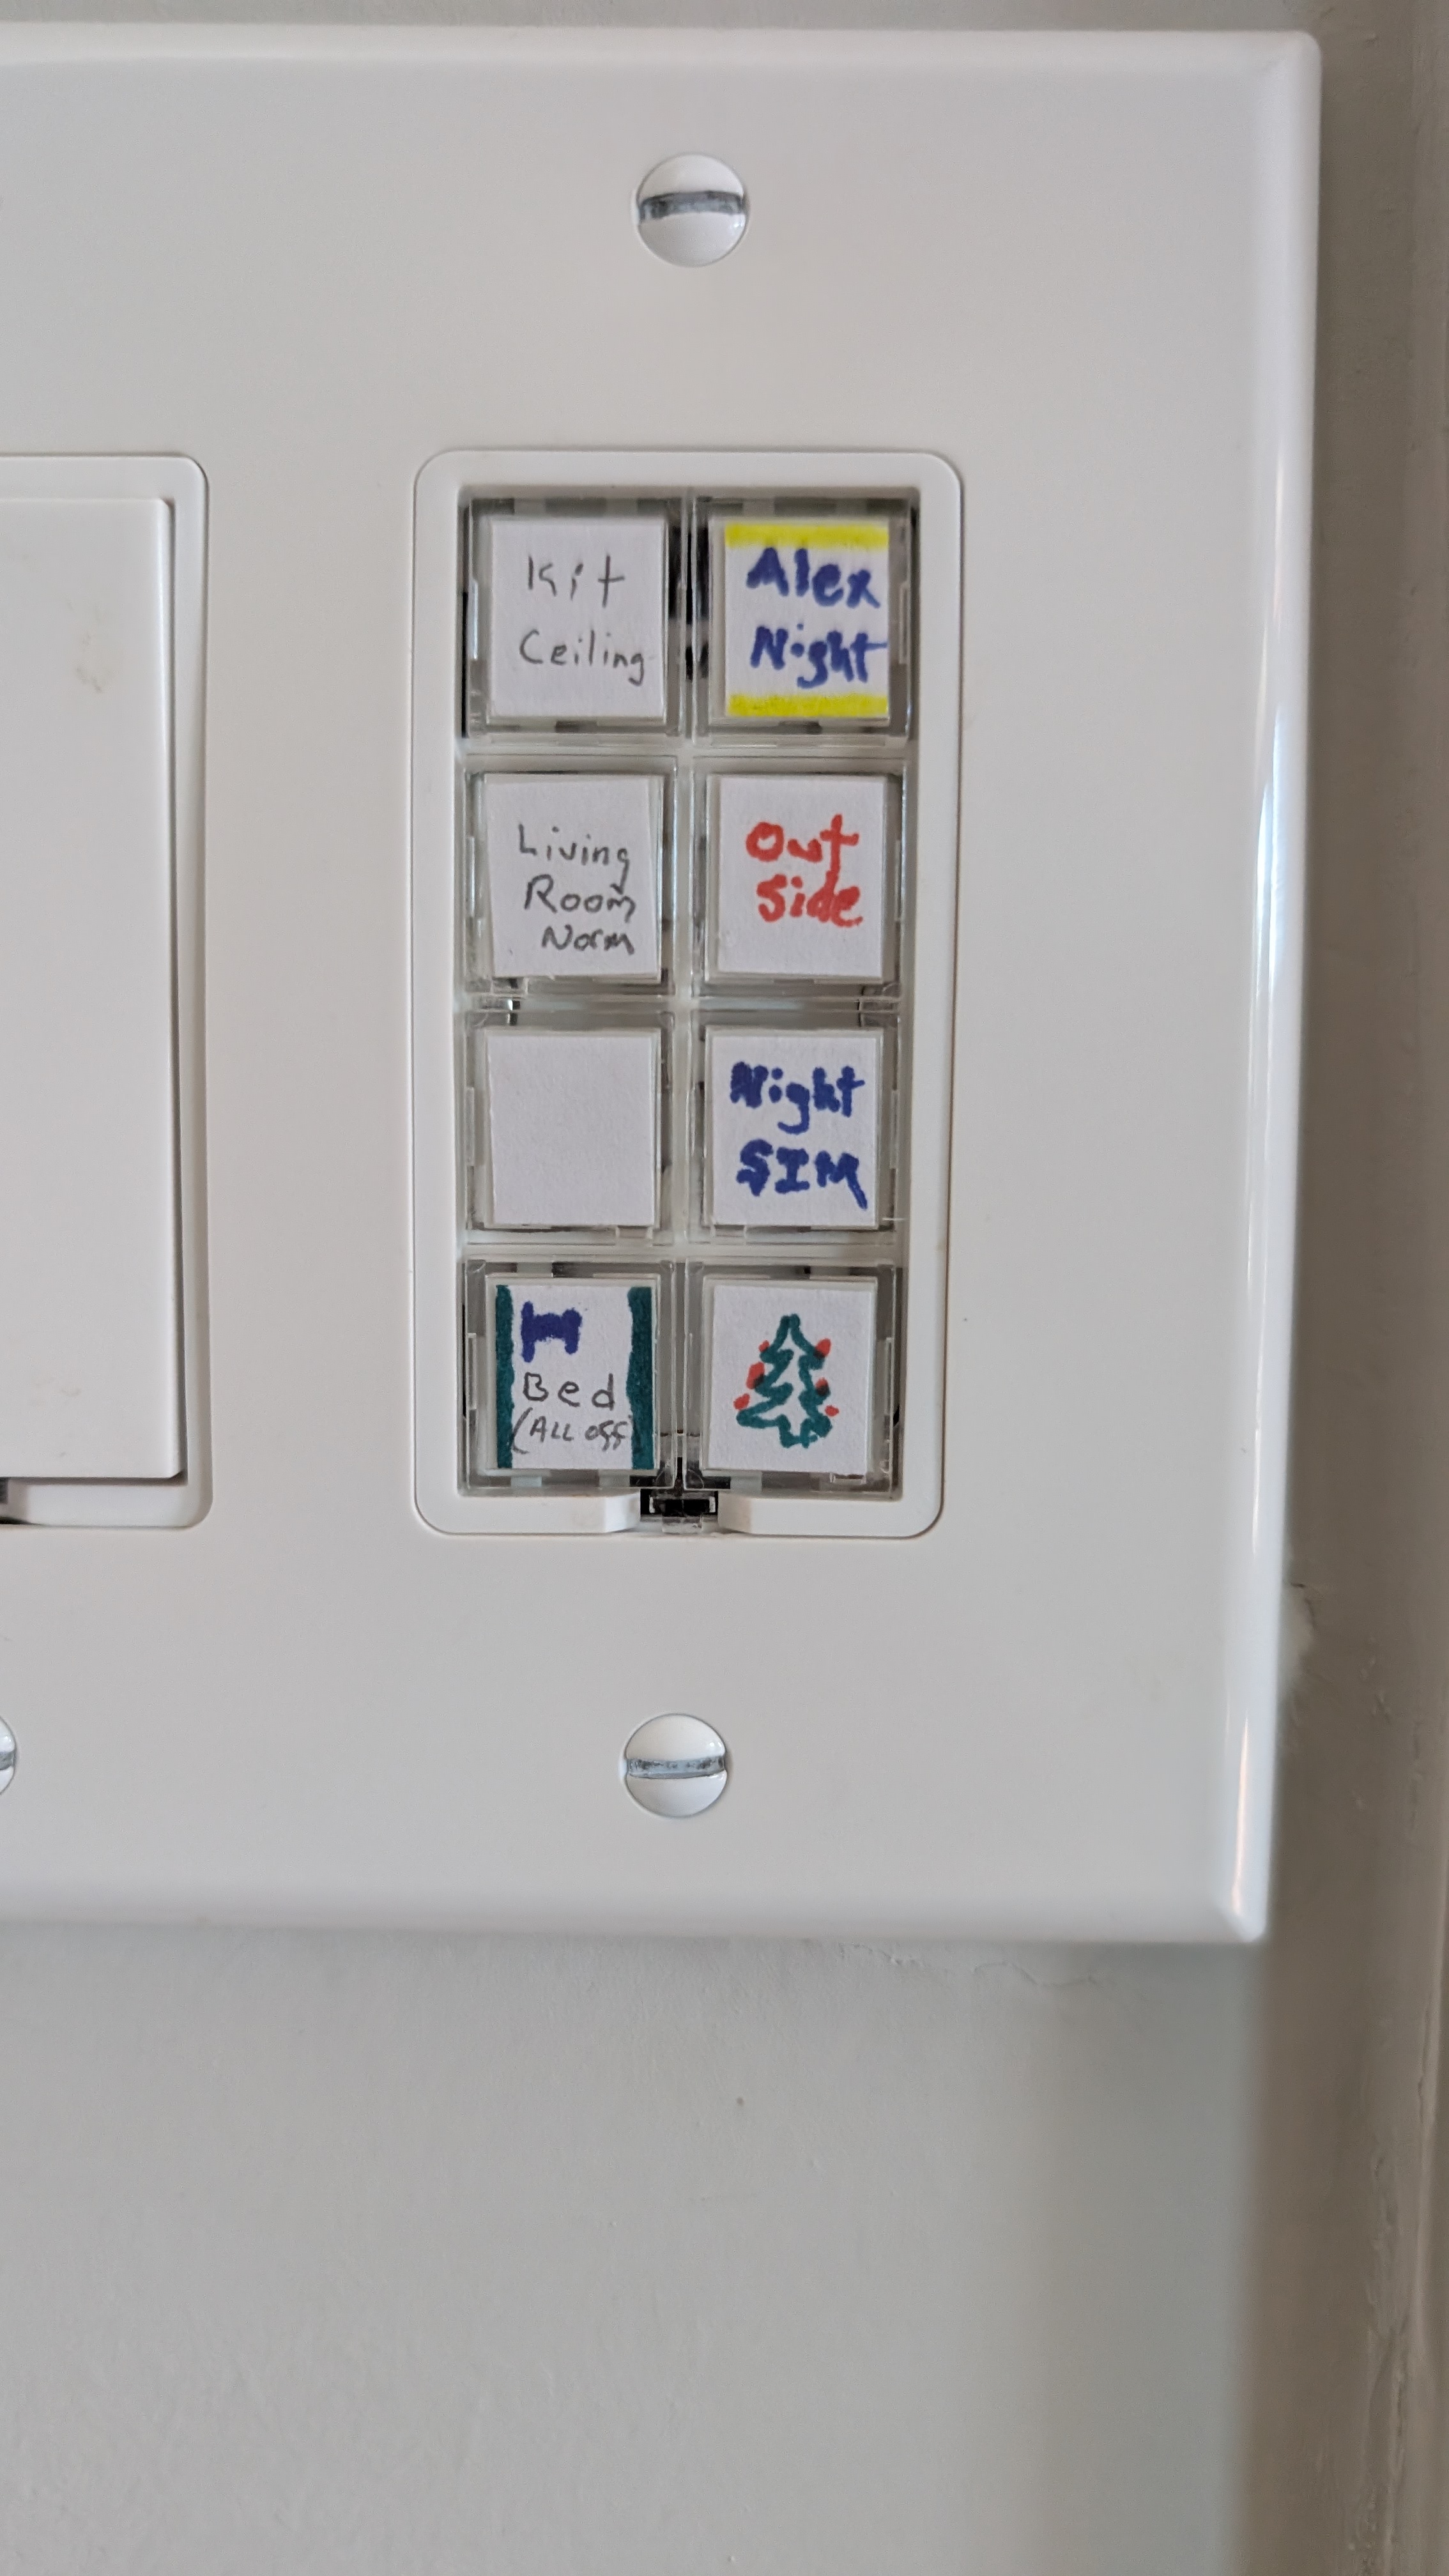 Kit
Ceiling
Alex
Night
Living
Room
Norm
Out
Side
Night
SIM
Bed
(ALL OFF)